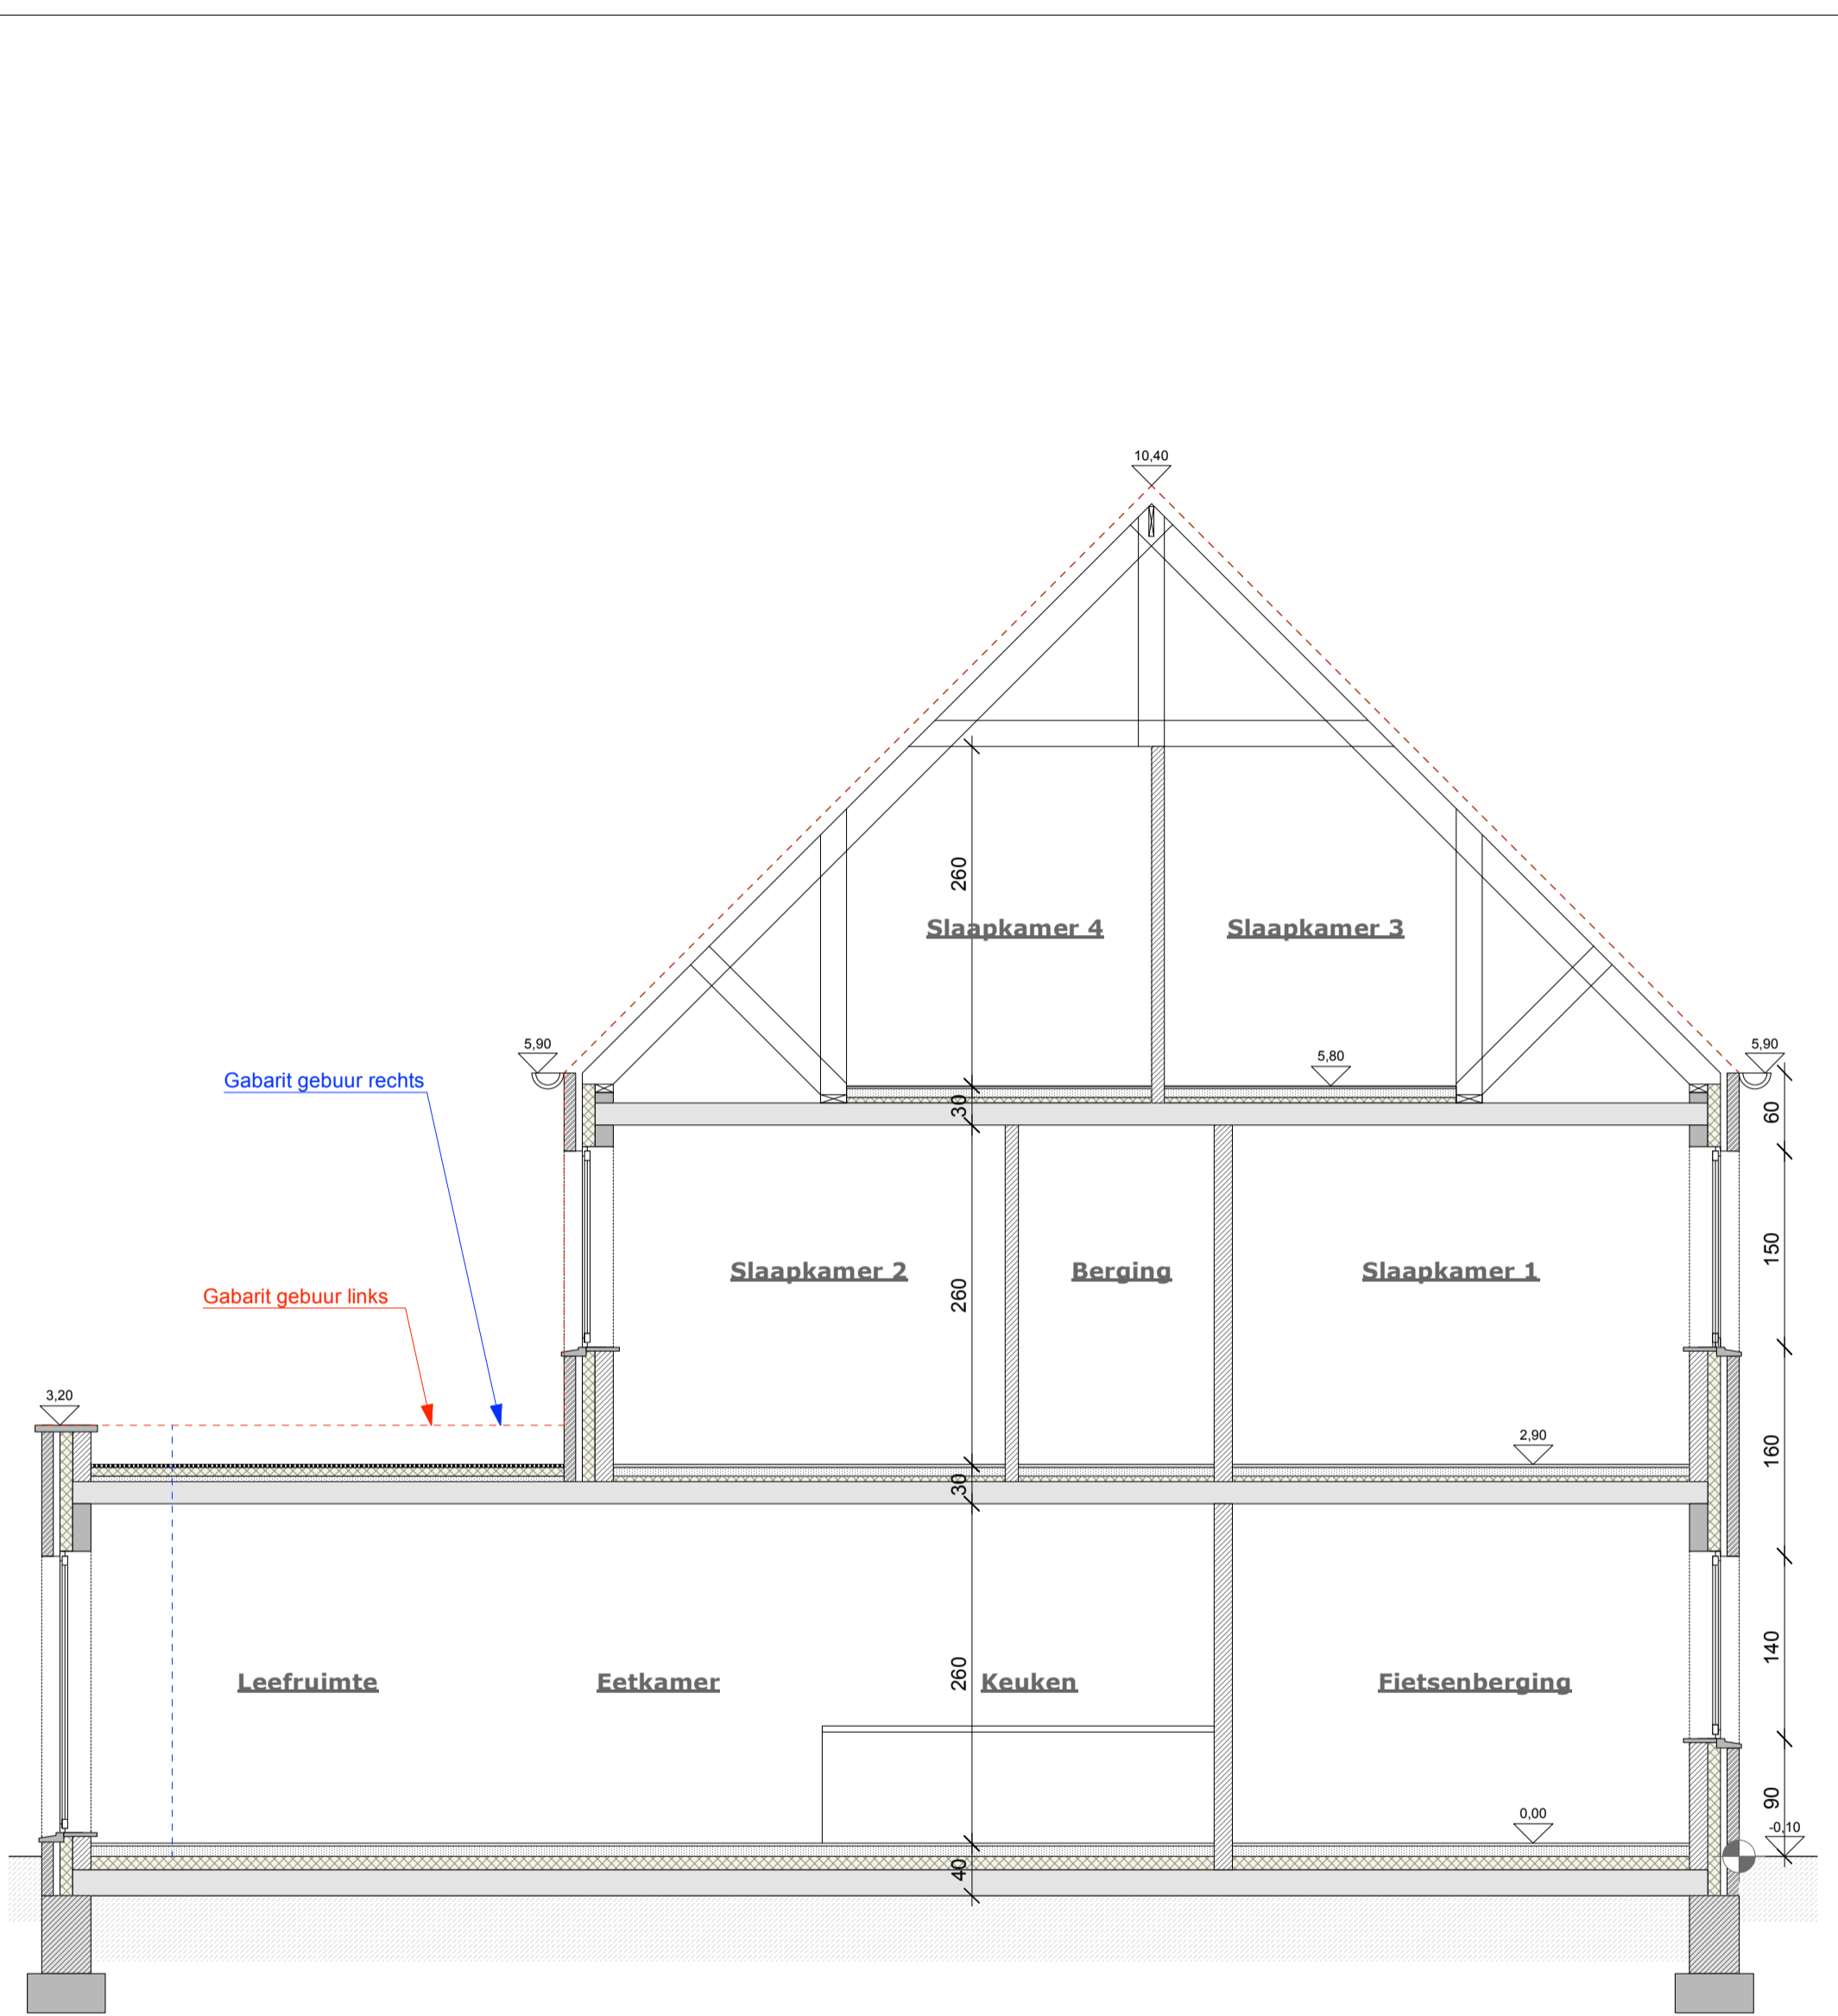 10,40
260
Slaapkamer 4
Slaapkamer 3
5,90
5,90
5,80
Gabarit gebuur rechts
30
60
150
Slaapkamer 2
Berging
Slaapkamer 1
Gabarit gebuur links
260
3,20
2,90
160
30
140
Leefruimte
Eetkamer
260
Keuken
Fietsenberging
90
0,00
-0,10
40